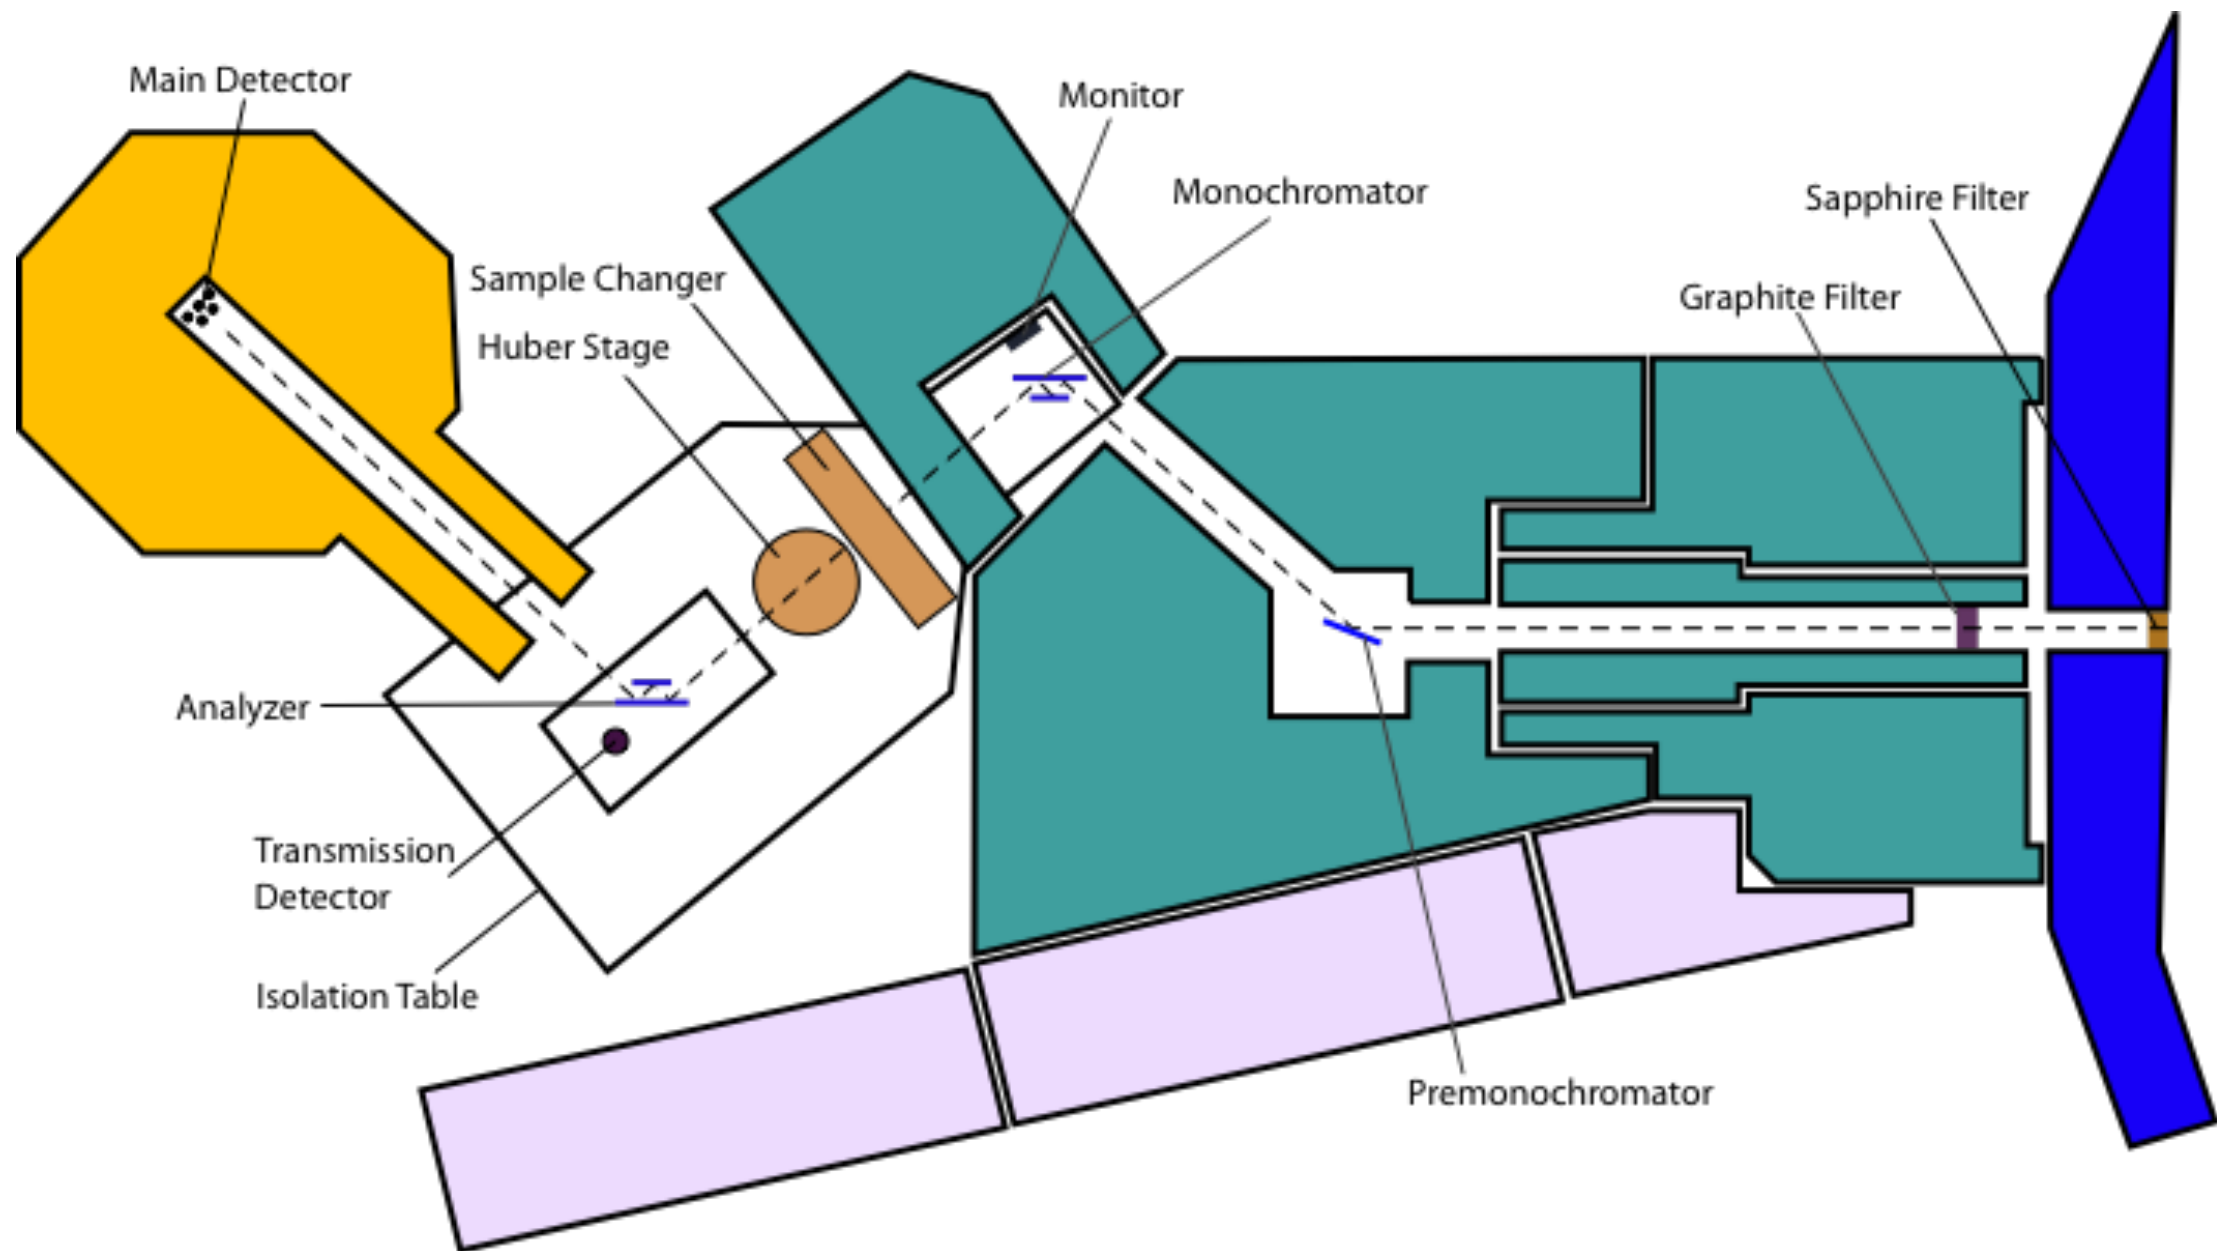 Main Detector
Monitor
Monochromator
Sapphire Filter
Sample Changer
Graphite Filter
Huber Stage
Analyzer
Transmission
Detector
Isolation Table
Premonochromator